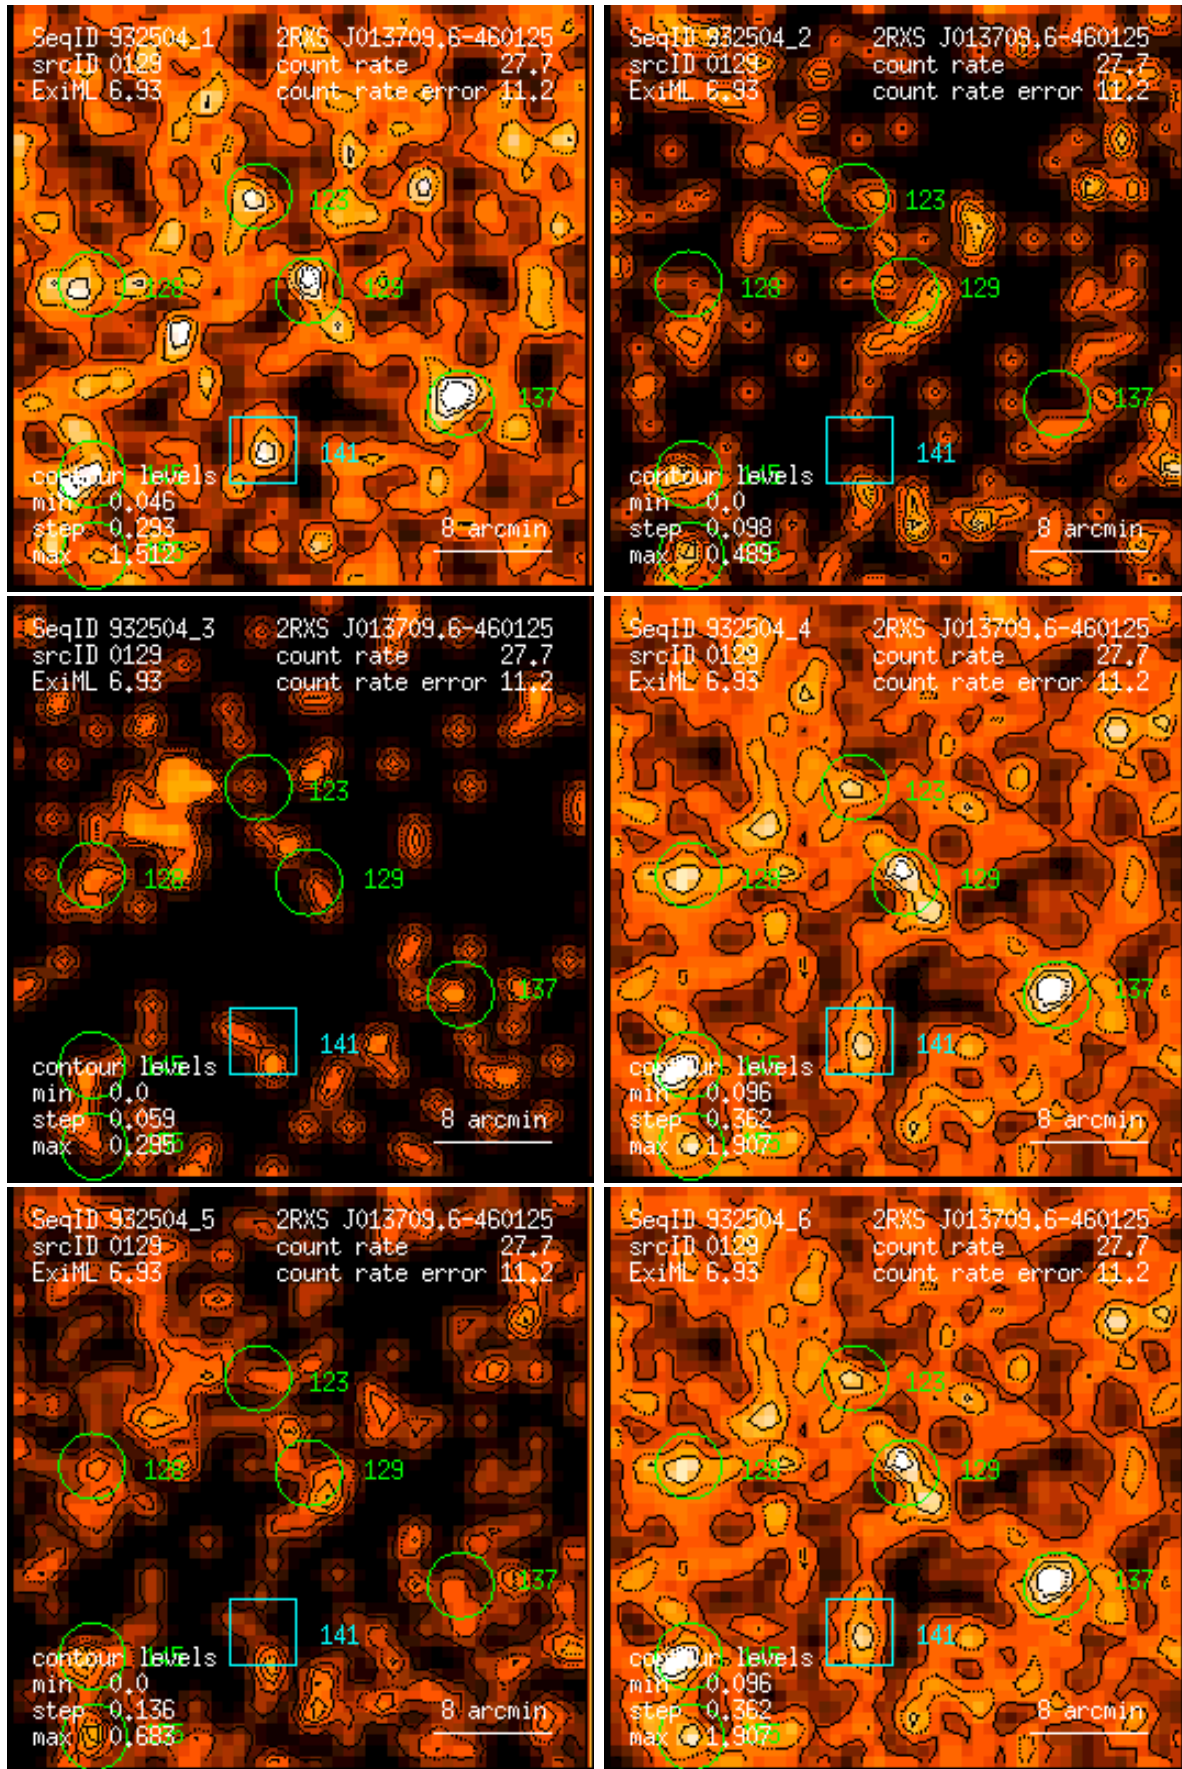 SeqID 932504_1 2RXS J013709.6-460125
srcID 0129 count rate 27.7
ExiML 6.93 count rate error 11.2
123
128 129
137
141
contour levels
min 0.046
step 0.293 8 arcmin
max 1.512
SeqID 932504_2 2RXS J013709.6-460125
srcID 0129 count rate 27.7
ExiML 6.93 count rate error 11.2
123
128 129
137
141
contour levels
min 0.0
step 0.098 8 arcmin
max 0.489
SeqID 932504_3 2RXS J013709.6-460125
srcID 0129 count rate 27.7
ExiML 6.93 count rate error 11.2
123
128 129
137
141
contour levels
min 0.0
step 0.059 8 arcmin
max 0.295
SeqID 932504_4 2RXS J013709.6-460125
srcID 0129 count rate 27.7
ExiML 6.93 count rate error 11.2
123
128 129
137
141
contour levels
min 0.096
step 0.362 8 arcmin
max 1.907
SeqID 932504_5 2RXS J013709.6-460125
srcID 0129 count rate 27.7
ExiML 6.93 count rate error 11.2
123
128 129
137
141
contour levels
min 0.0
step 0.136 8 arcmin
max 0.683
SeqID 932504_6 2RXS J013709.6-460125
srcID 0129 count rate 27.7
ExiML 6.93 count rate error 11.2
123
128 129
137
141
contour levels
min 0.096
step 0.362 8 arcmin
max 1.907